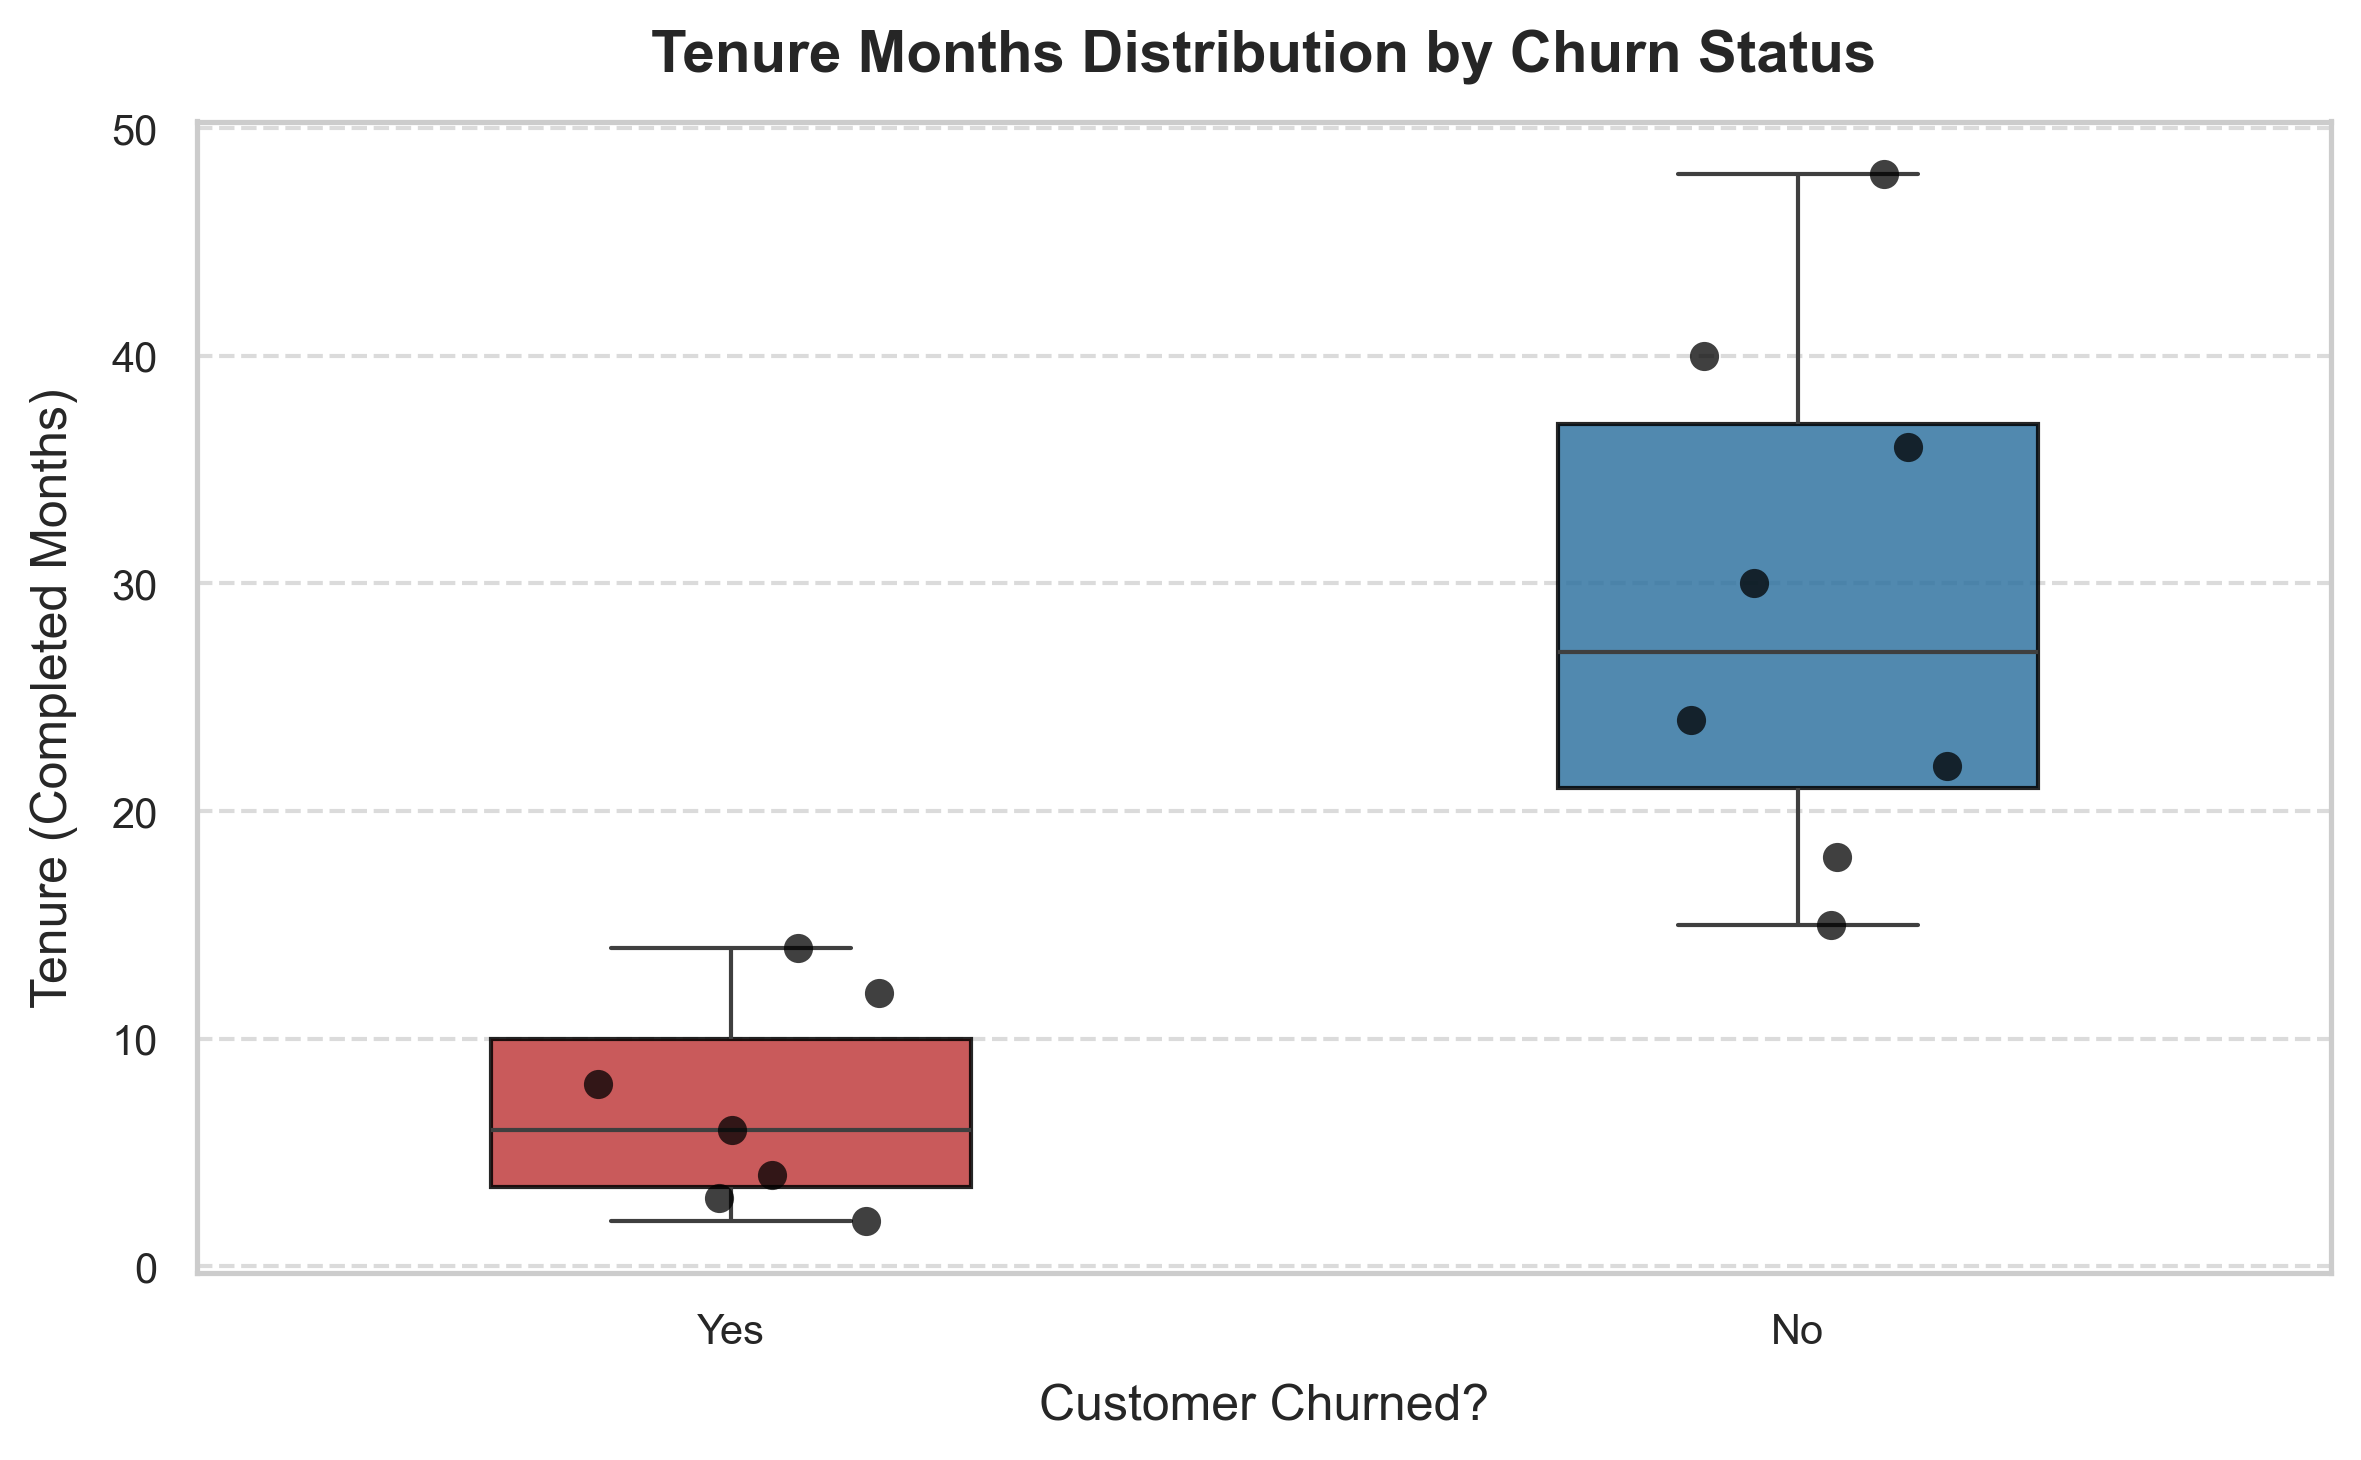 Tenure Months Distribution by Churn Status
Tenure (Completed Months)
50
40
30
20
10
0
Yes
No
Customer Churned?